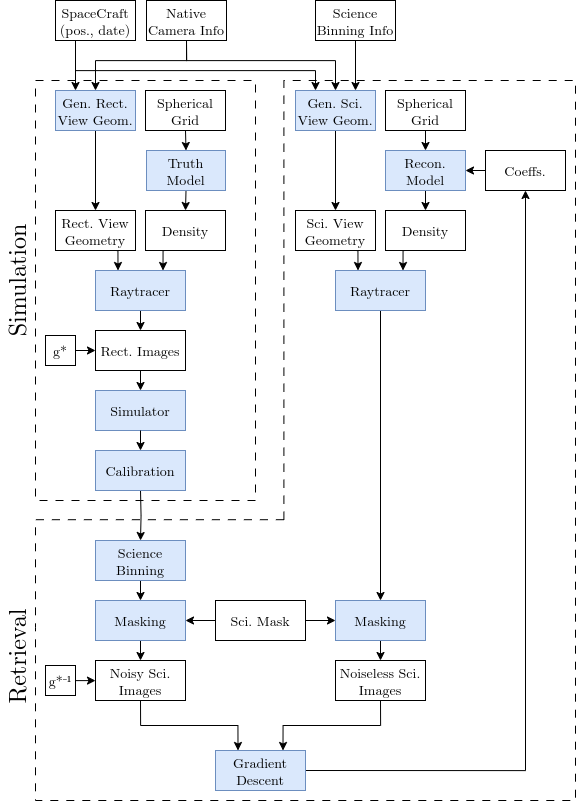 SpaceCraft
(pos., date)
Native
Camera Info
Science
Binning Info
Gen. Rect.
View Geom.
Spherical
Grid
Gen. Sci.
View Geom.
Spherical
Grid
Truth
Model
Recon.
Model
Coeffs.
Rect. View
Geometry
Density
Sci. View
Geometry
Density
Simulation
Raytracer
Raytracer
g*
Rect. Images
Simulator
Calibration
Science
Binning
Retrieval
Masking
Sci. Mask
Masking
g*⁻¹
Noisy Sci.
Images
Noiseless Sci.
Images
Gradient
Descent